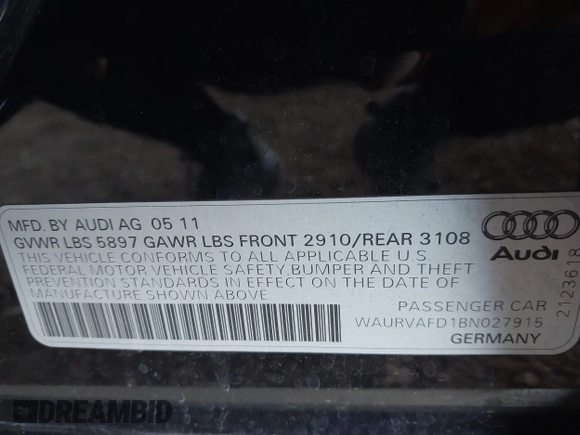 MFD. BY AUDI AG 05 11
GVWR LBS 5897 GAWR LBS FRONT 2910/REAR 3108
THIS VEHICLE CONFORMS TO ALL APPLICABLE U.S.
FEDERAL MOTOR VEHICLE SAFETY, BUMPER AND THEFT
PREVENTION STANDARDS IN EFFECT ON THE DATE OF
MANUFACTURE SHOWN ABOVE
PASSENGER CAR
WAURVAFD1BN027915
GERMANY
Audi
2123618
DREAMBID